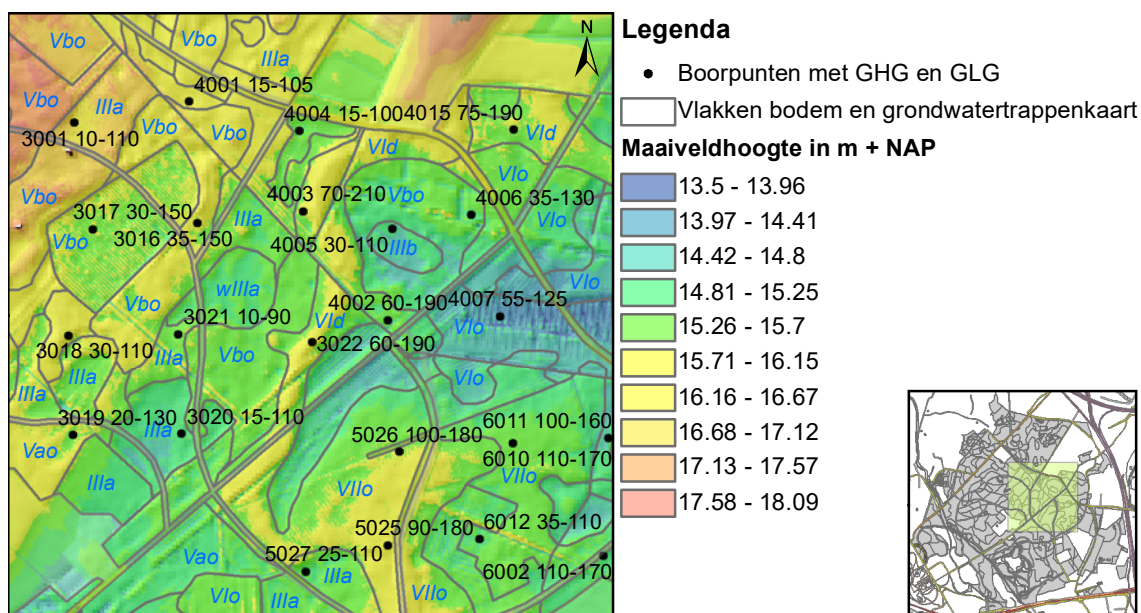 Vbo
Vbo
IIIa
N
4001 15-105
Vbo
IIIa
3001 10-110
Vbo
Vbo
4004 15-100
4015 75-190
VId
VId
VIo
Vbo
3017 30-150
Vbo
3016 35-150
IIIa
4003 70-210
Vbo
4006 35-130
VIo
4005 30-110
IIIb
wIIIa
VIo
4002 60-190
4007 55-125
VIo
3021 10-90
VId
3022 60-190
3018 30-110
IIIa
Vbo
IIIa
IIIa
VIo
3019 20-130
3020 15-110
IIIa
Vao
5026 100-180
6011 100-160
6010 110-170
IIIa
VIIo
VIIo
5025 90-180
6012 35-110
Vao
5027 25-110
IIIa
6002 110-170
VIo
IIIa
VIIo
Legenda
Boorpunten met GHG en GLG
Vlakken bodem en grondwatertrappenkaart
Maaiveldhoogte in m + NAP
13.5 - 13.96
13.97 - 14.41
14.42 - 14.8
14.81 - 15.25
15.26 - 15.7
15.71 - 16.15
16.16 - 16.67
16.68 - 17.12
17.13 - 17.57
17.58 - 18.09